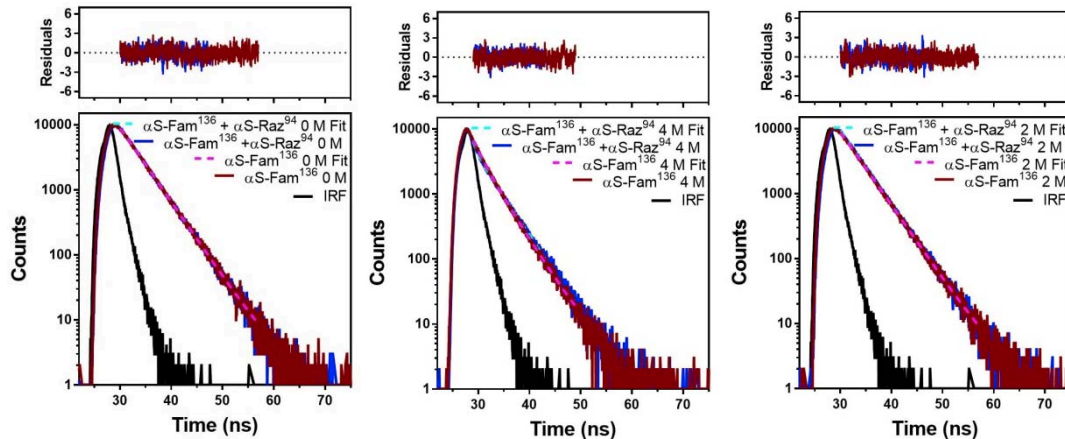 6
3
0
-3
-6
Residuals
10000
1000
100
10
1
Counts
αS-Fam¹³⁶ + αS-Raz⁹⁴ 0 M Fit
αS-Fam¹³⁶ +αS-Raz⁹⁴ 0 M
αS-Fam¹³⁶ 0 M Fit
αS-Fam¹³⁶ 0 M
IRF
30 40 50 60 70
Time (ns)
6
3
0
-3
-6
Residuals
10000
1000
100
10
1
Counts
αS-Fam¹³⁶ + αS-Raz⁹⁴ 4 M Fit
αS-Fam¹³⁶ +αS-Raz⁹⁴ 4 M
αS-Fam¹³⁶ 4 M Fit
αS-Fam¹³⁶ 4 M
IRF
30 40 50 60 70
Time (ns)
6
3
0
-3
-6
Residuals
10000
1000
100
10
1
Counts
αS-Fam¹³⁶ + αS-Raz⁹⁴ 2 M Fit
αS-Fam¹³⁶ +αS-Raz⁹⁴ 2 M
αS-Fam¹³⁶ 2 M Fit
αS-Fam¹³⁶ 2 M
IRF
30 40 50 60 70
Time (ns)